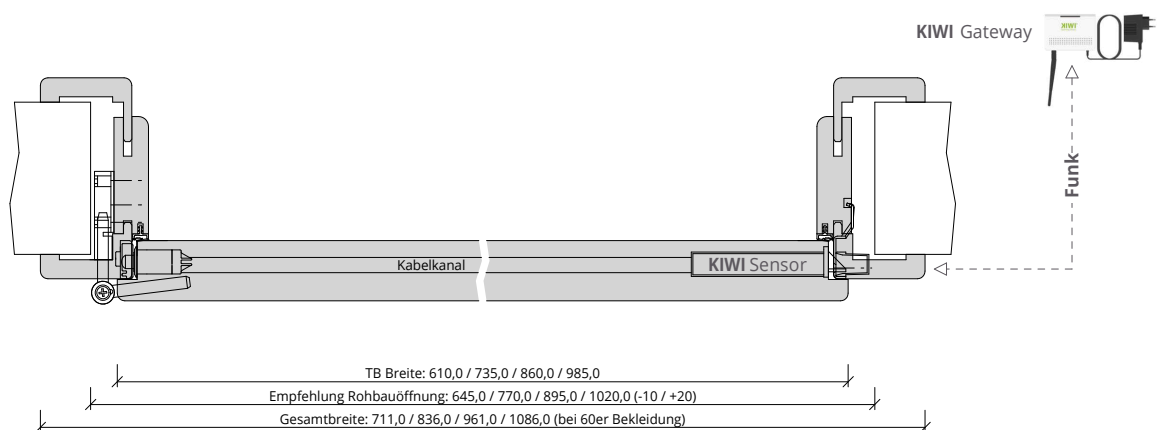 KIWI
KIWI Gateway
Funk
Kabelkanal
KIWI Sensor
TB Breite: 610,0 / 735,0 / 860,0 / 985,0
Empfehlung Rohbauöffnung: 645,0 / 770,0 / 895,0 / 1020,0 (-10 / +20)
Gesamtbreite: 711,0 / 836,0 / 961,0 / 1086,0 (bei 60er Bekleidung)